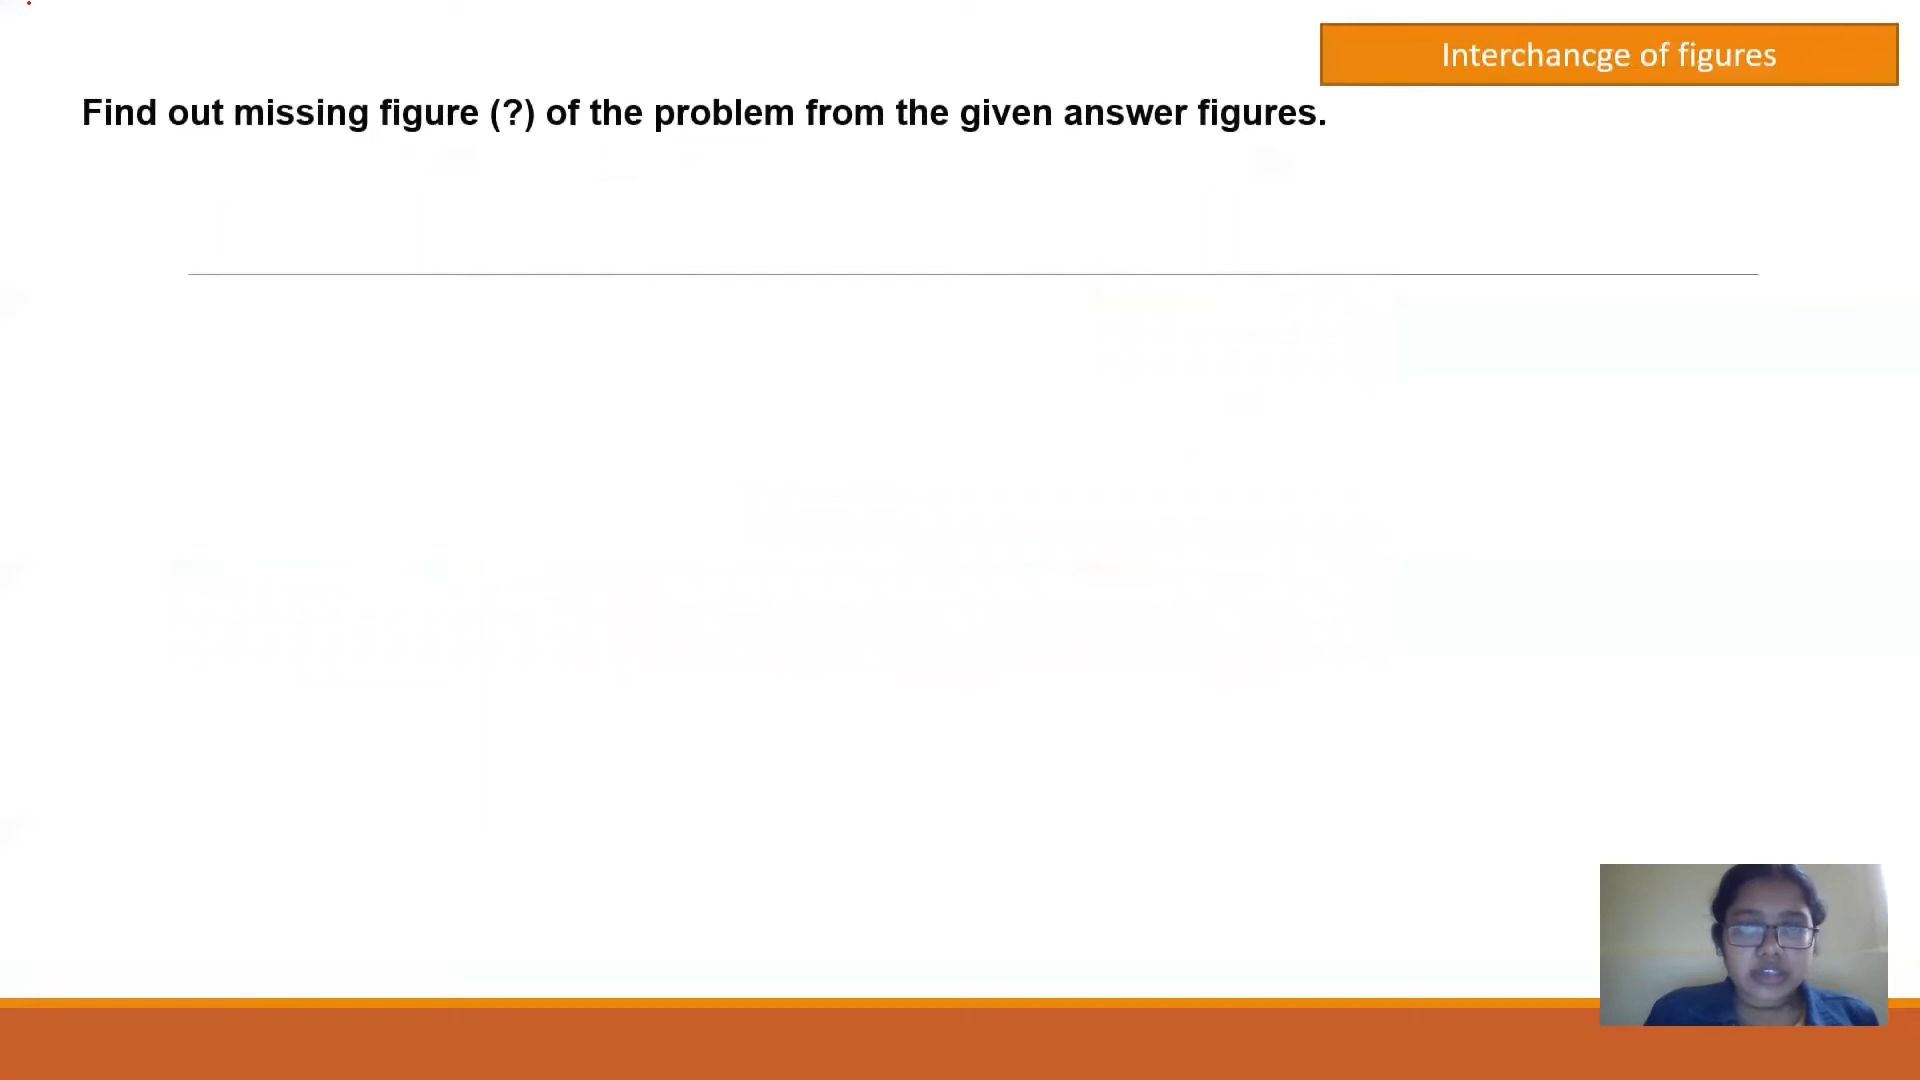 Interchancge of figures
Find out missing figure (?) of the problem from the given answer figures.